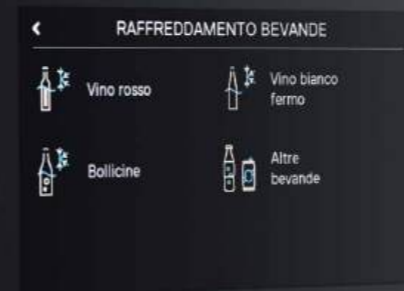 RAFFREDDAMENTO BEVANDE
Vino rosso
Vino bianco
fermo
Bollicine
Altre
bevande